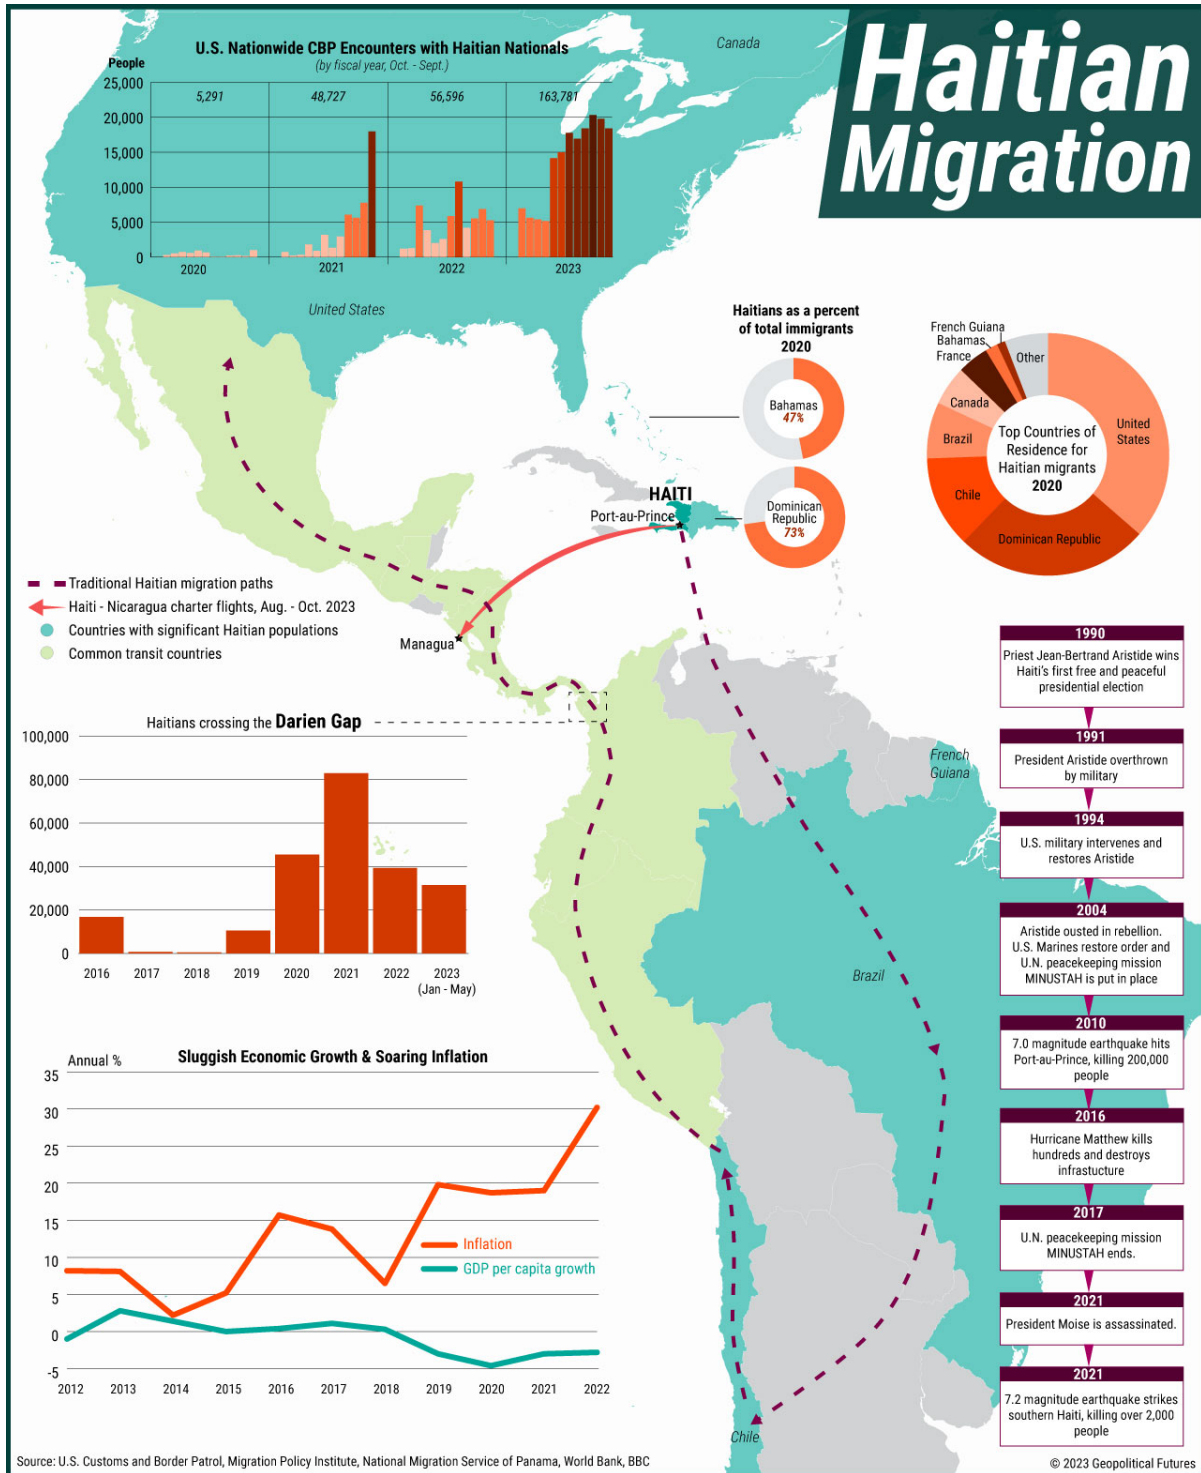 Haitian
Migration
U.S. Nationwide CBP Encounters with Haitian Nationals
(by fiscal year, Oct. - Sept.)
People
25,000
20,000
15,000
10,000
5,000
0
5,291
48,727
56,596
163,781
2020
2021
2022
2023
Canada
United States
Haitians as a percent
of total immigrants
2020
Bahamas
47%
Dominican
Republic
73%
French Guiana
Bahamas
France
Other
Canada
Brazil
Chile
United
States
Dominican Republic
Top Countries of
Residence for
Haitian migrants
2020
HAITI
Port-au-Prince
Managua
Traditional Haitian migration paths
Haiti - Nicaragua charter flights, Aug. - Oct. 2023
Countries with significant Haitian populations
Common transit countries
Haitians crossing the Darien Gap
100,000
80,000
60,000
40,000
20,000
0
2016
2017
2018
2019
2020
2021
2022
2023
(Jan - May)
French
Guiana
Brazil
Chile
Sluggish Economic Growth & Soaring Inflation
Annual %
35
30
25
20
15
10
5
0
-5
Inflation
GDP per capita growth
2012
2013
2014
2015
2016
2017
2018
2019
2020
2021
2022
1990
Priest Jean-Bertrand Aristide wins
Haiti's first free and peaceful
presidential election
1991
President Aristide overthrown
by military
1994
U.S. military intervenes and
restores Aristide
2004
Aristide ousted in rebellion.
U.S. Marines restore order and
U.N. peacekeeping mission
MINUSTAH is put in place
2010
7.0 magnitude earthquake hits
Port-au-Prince, killing 200,000
people
2016
Hurricane Matthew kills
hundreds and destroys
infrastucture
2017
U.N. peacekeeping mission
MINUSTAH ends.
2021
President Moise is assassinated.
2021
7.2 magnitude earthquake strikes
southern Haiti, killing over 2,000
people
Source: U.S. Customs and Border Patrol, Migration Policy Institute, National Migration Service of Panama, World Bank, BBC
© 2023 Geopolitical Futures